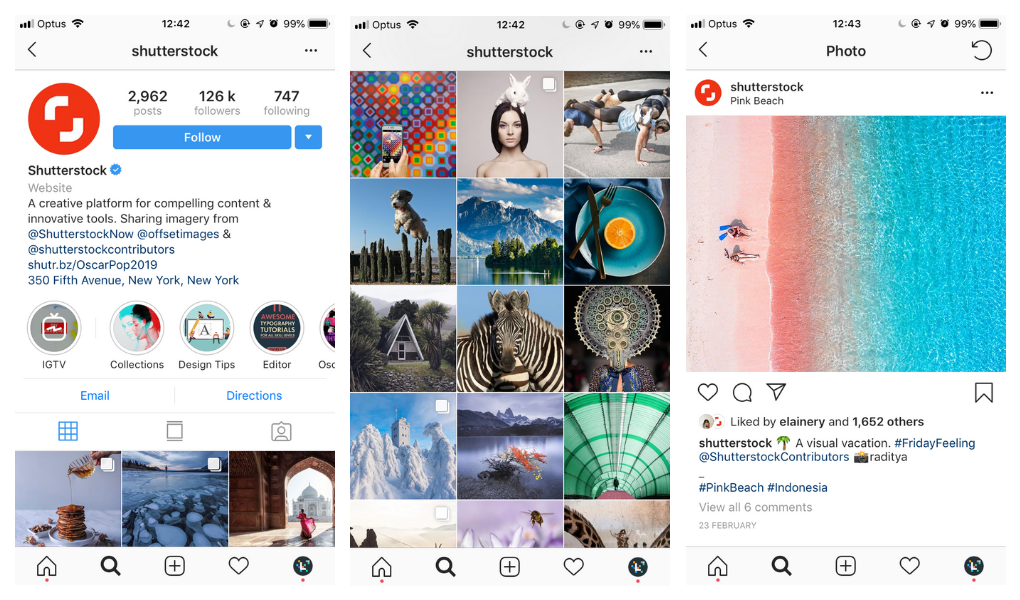 Optus 12:42 99%
shutterstock
2,962 126 k 747
posts followers following
Follow
Shutterstock
Website
A creative platform for compelling content &
innovative tools. Sharing imagery from
@ShutterstockNow @offsetimages &
@shutterstockcontributors
shutr.bz/OscarPop2019
350 Fifth Avenue, New York, New York
A
AWESOME
TYPOGRAPHY
TUTORIALS
IGTV Collections Design Tips Editor Osc
Email Directions
Optus 12:42 99%
shutterstock
Optus 12:43 99%
Photo
shutterstock
Pink Beach
Liked by elainery and 1,652 others
shutterstock 🌴 A visual vacation. #FridayFeeling
@ShutterstockContributors 📸raditya
_
#PinkBeach #Indonesia
View all 6 comments
23 FEBRUARY